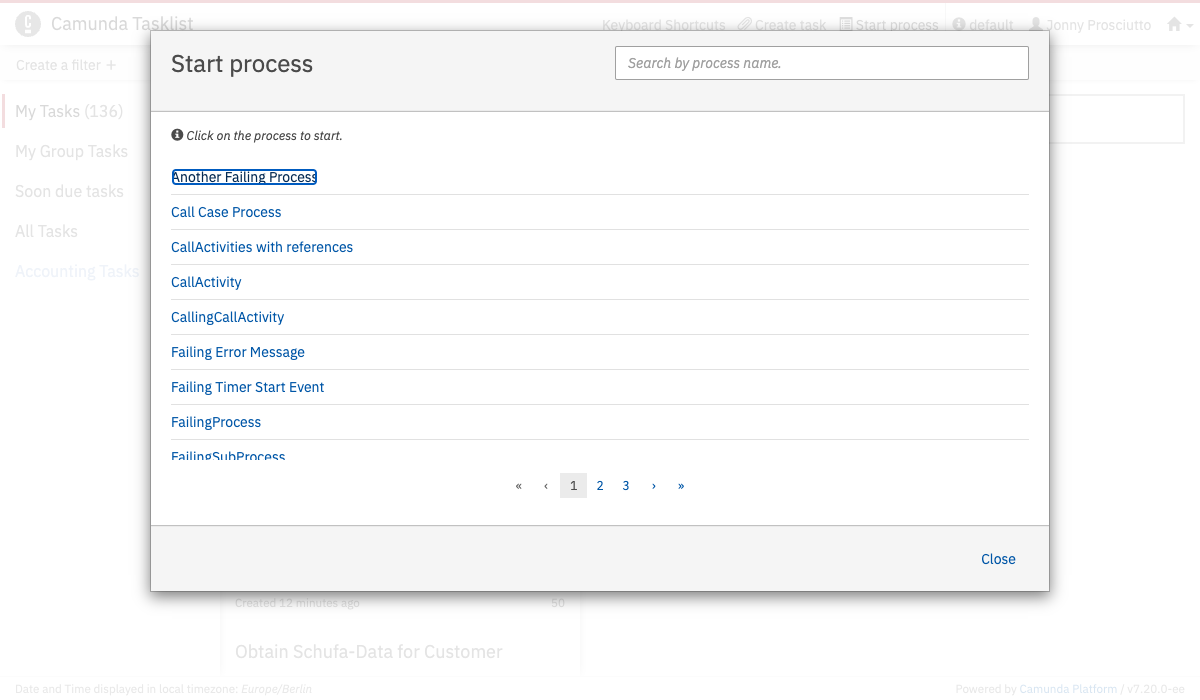 Camunda Tasklist
Keyboard Shortcuts Create task Start process default Jonny Prosciutto
Create a filter +
My Tasks (136)
My Group Tasks
Soon due tasks
All Tasks
Accounting Tasks
Start process
Search by process name.
Click on the process to start.
Another Failing Process
Call Case Process
CallActivities with references
CallActivity
CallingCallActivity
Failing Error Message
Failing Timer Start Event
FailingProcess
FailingSubProcess
« ‹ 1 2 3 › »
Close
Created 12 minutes ago 50
Obtain Schufa-Data for Customer
Date and Time displayed in local timezone: Europe/Berlin
Powered by Camunda Platform / v7.20.0-ee